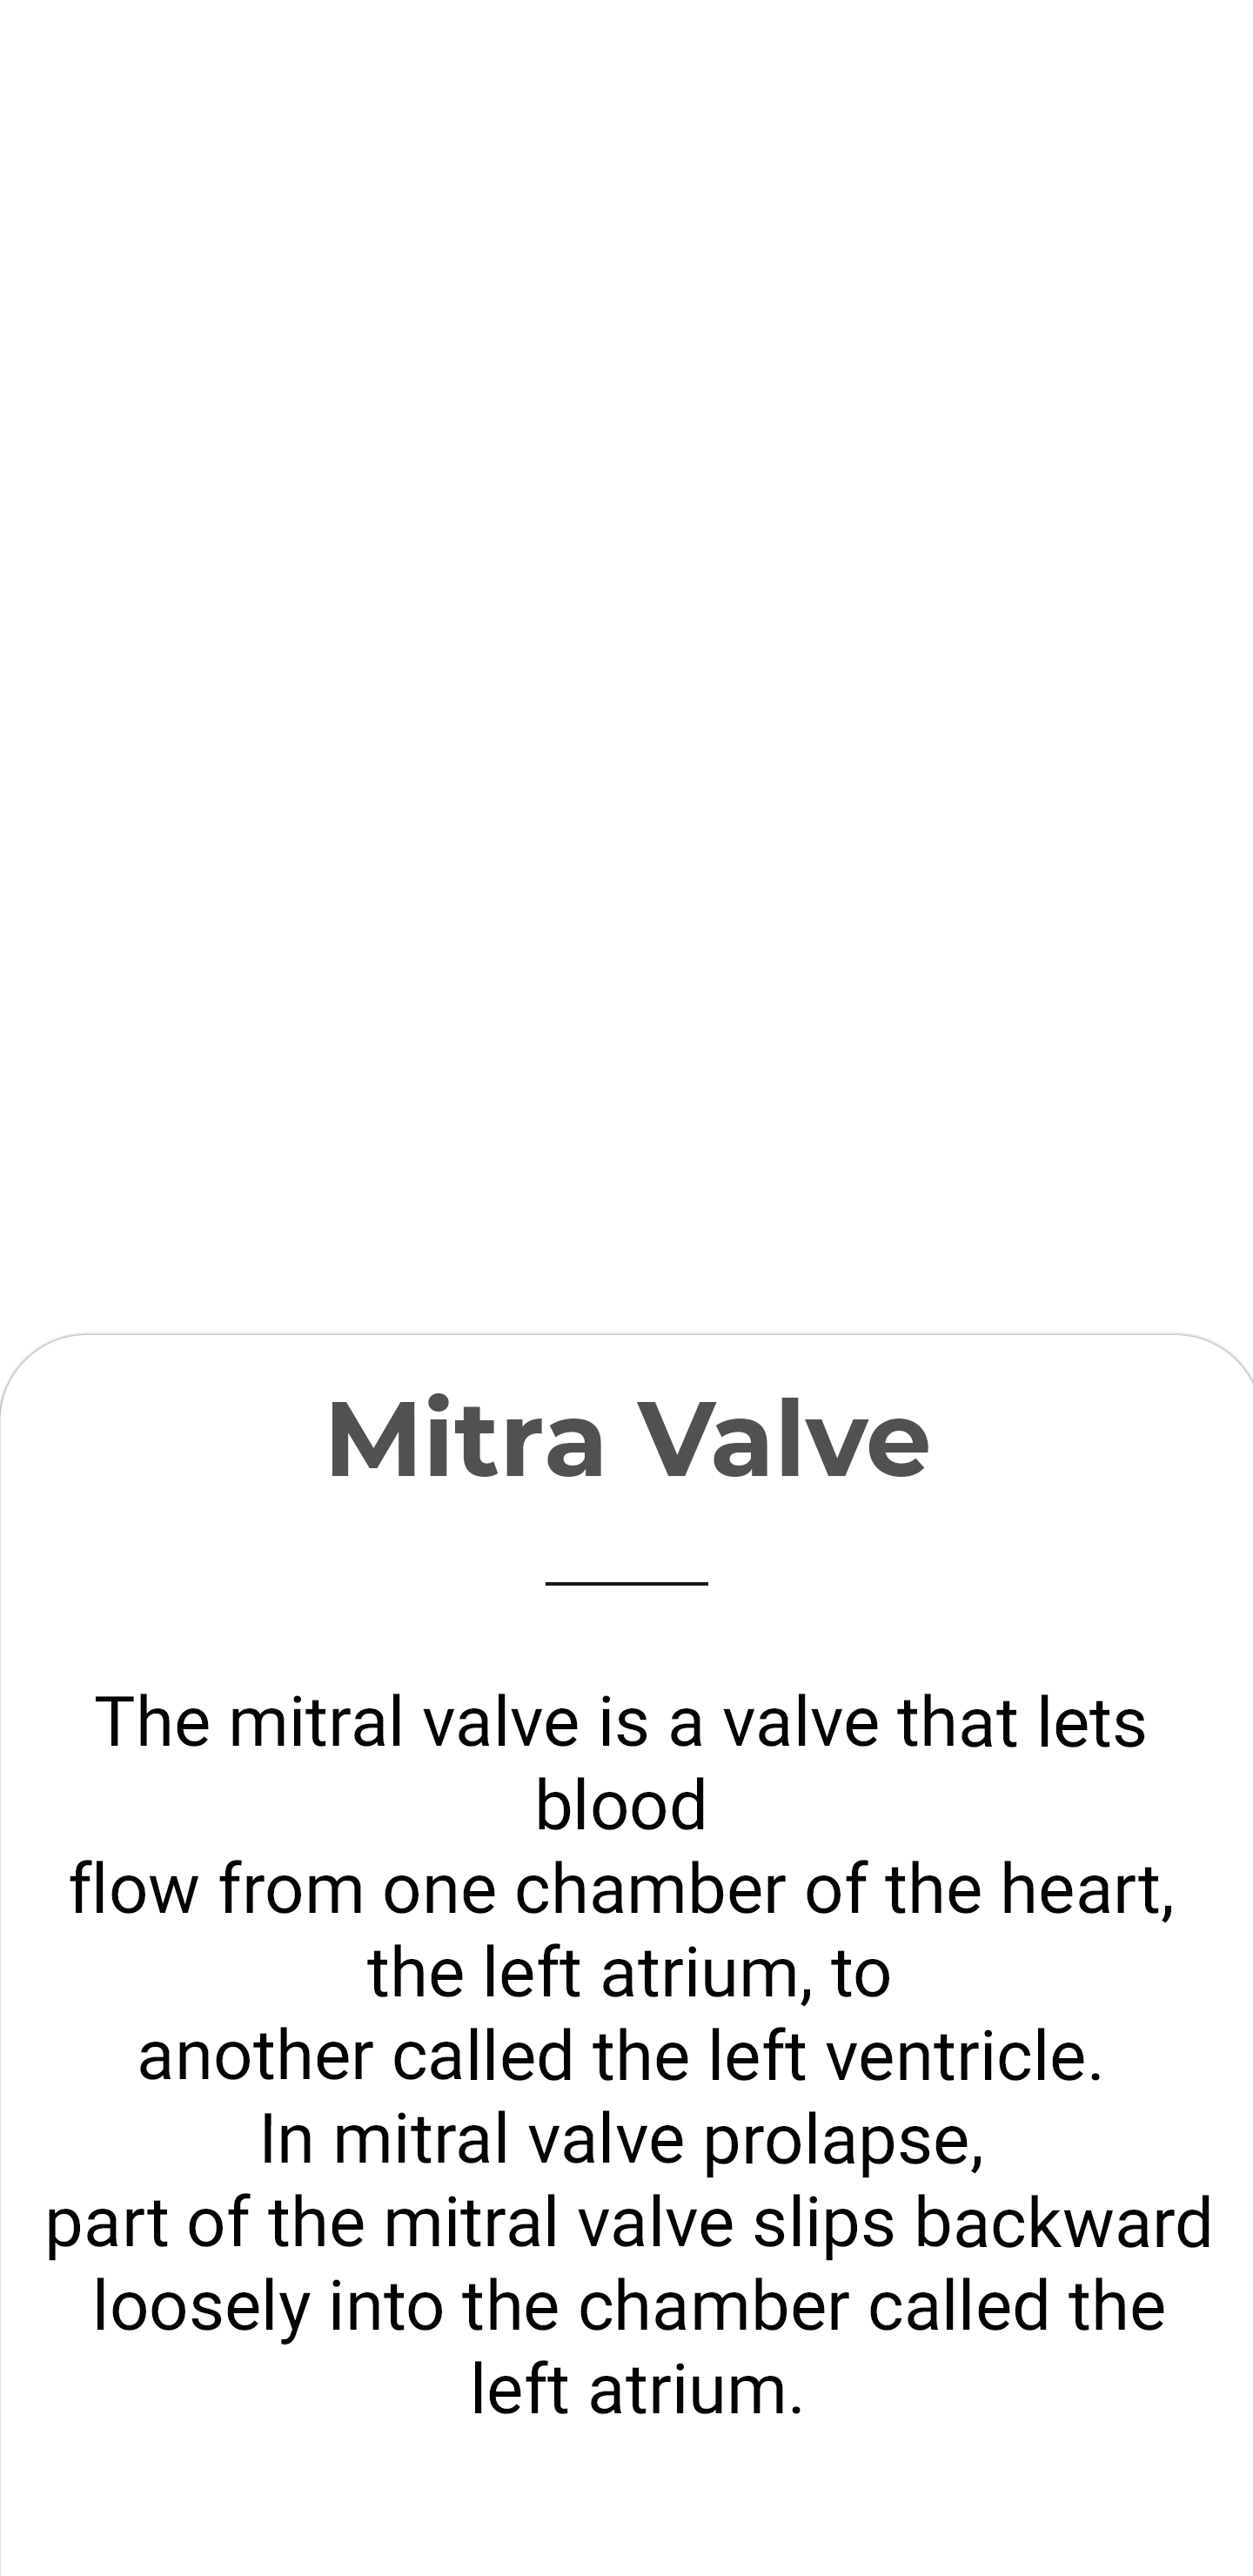 Mitra Valve
The mitral valve is a valve that lets
blood
flow from one chamber of the heart,
the left atrium, to
another called the left ventricle.
In mitral valve prolapse,
part of the mitral valve slips backward
loosely into the chamber called the
left atrium.